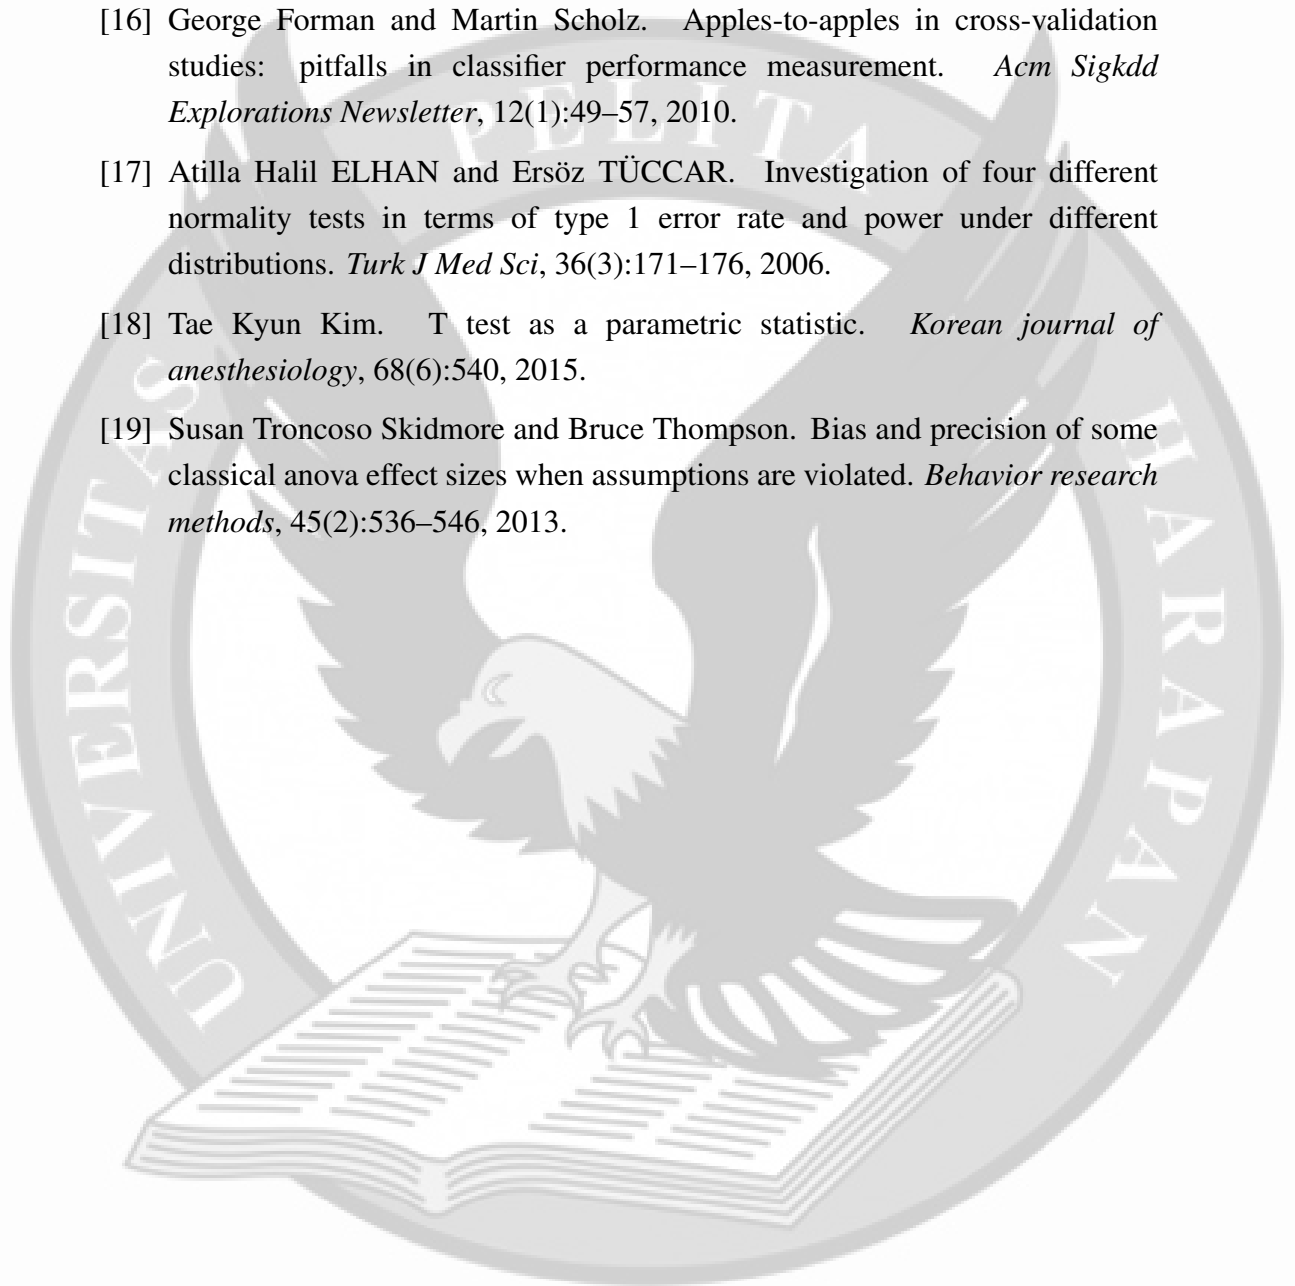 [16] George Forman and Martin Scholz. Apples-to-apples in cross-validation
studies: pitfalls in classifier performance measurement. Acm Sigkdd
Explorations Newsletter, 12(1):49–57, 2010.
[17] Atilla Halil ELHAN and Ersöz TÜCCAR. Investigation of four different
normality tests in terms of type 1 error rate and power under different
distributions. Turk J Med Sci, 36(3):171–176, 2006.
[18] Tae Kyun Kim. T test as a parametric statistic. Korean journal of
anesthesiology, 68(6):540, 2015.
[19] Susan Troncoso Skidmore and Bruce Thompson. Bias and precision of some
classical anova effect sizes when assumptions are violated. Behavior research
methods, 45(2):536–546, 2013.
UNIVERSITAS PELITA HARAPAN